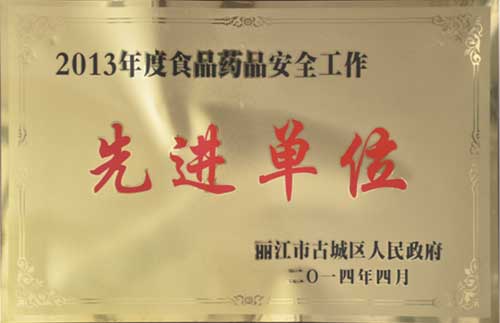 2013年度食品药品安全工作
先进单位
丽江市古城区人民政府
二〇一四年四月